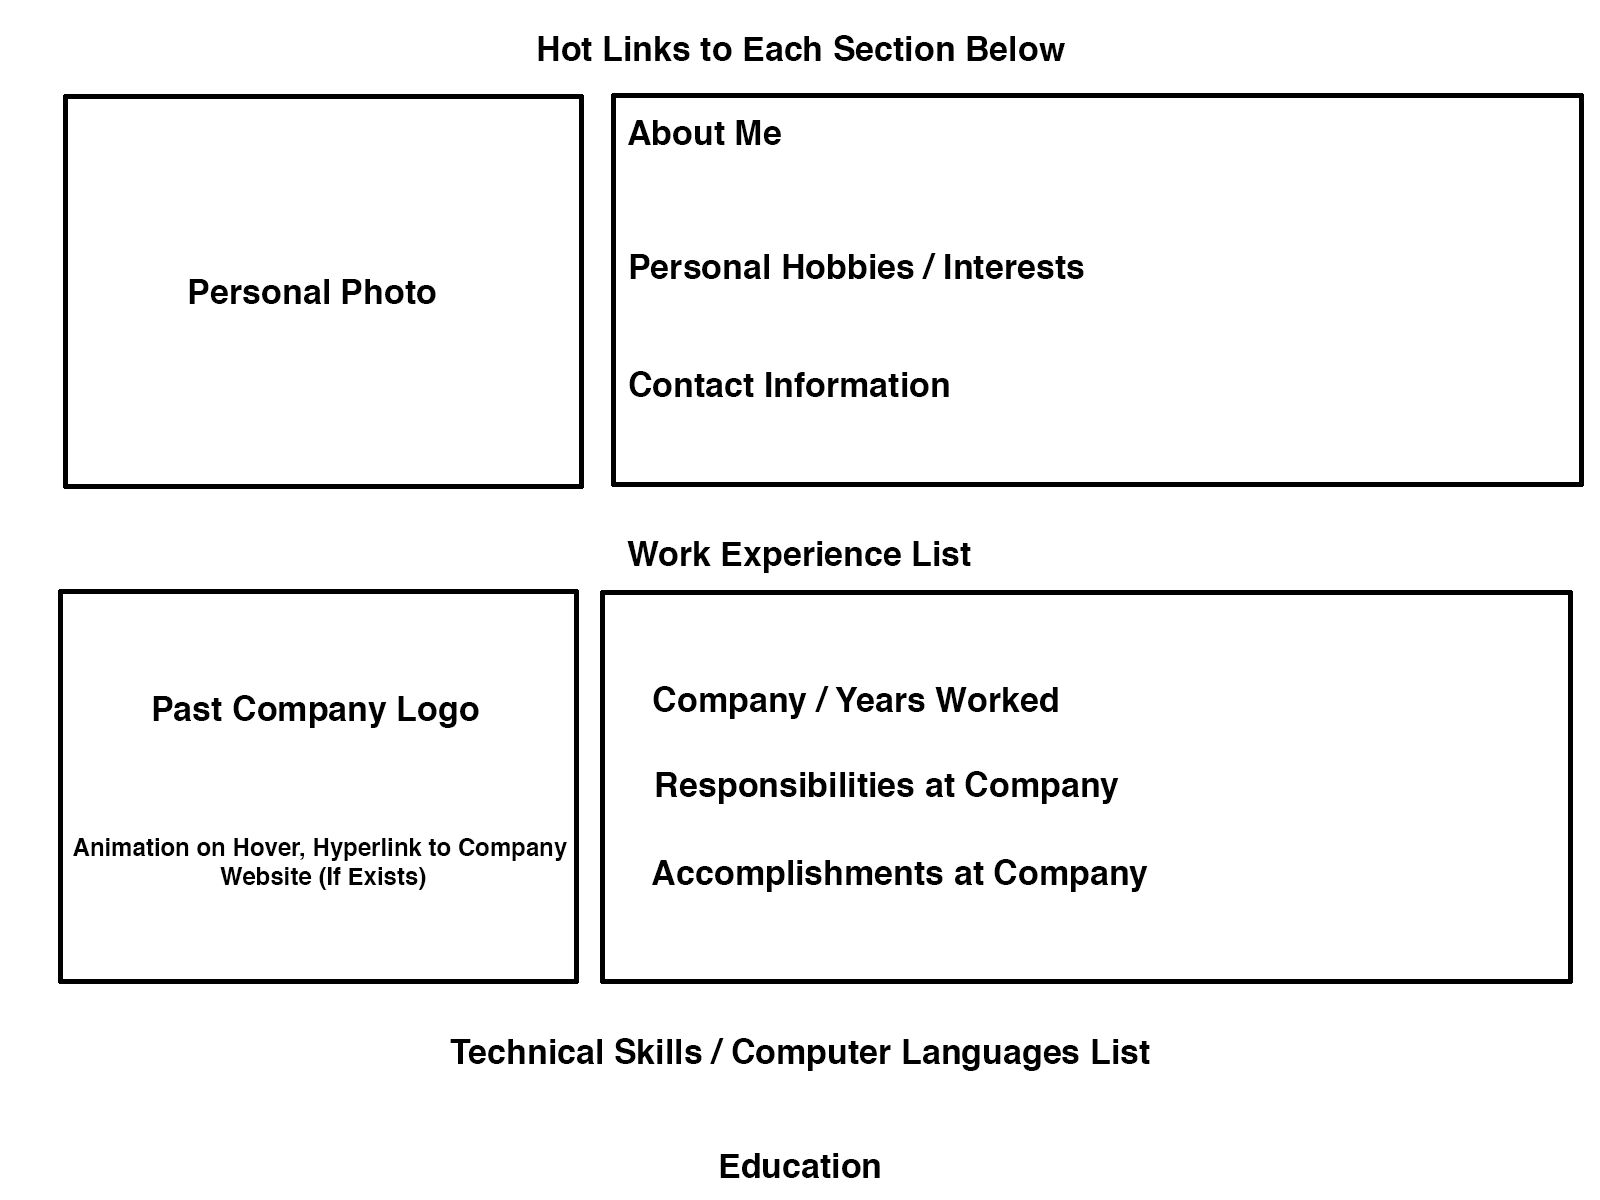 Hot Links to Each Section Below
Personal Photo
About Me
Personal Hobbies / Interests
Contact Information
Work Experience List
Past Company Logo
Animation on Hover, Hyperlink to Company
Website (If Exists)
Company / Years Worked
Responsibilities at Company
Accomplishments at Company
Technical Skills / Computer Languages List
Education